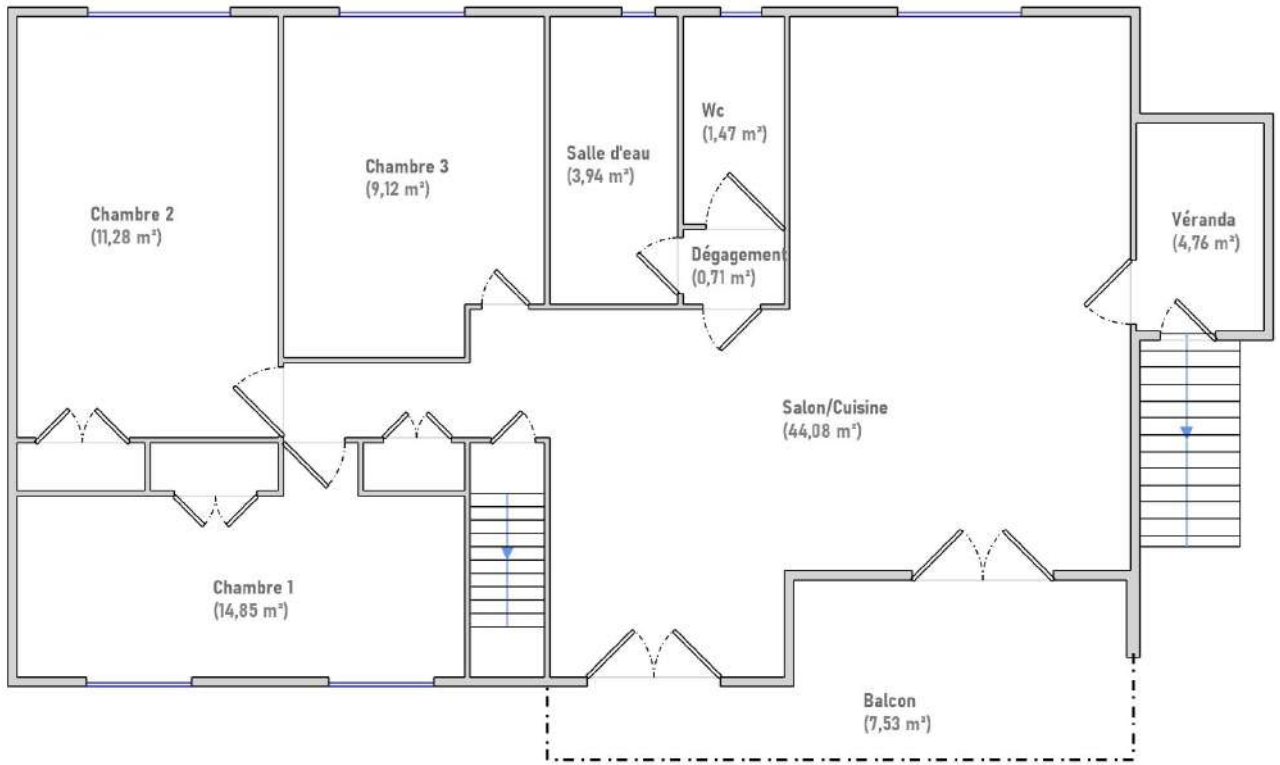 Wc
(1,47 m²)
Salle d'eau
(3,94 m²)
Chambre 3
(9,12 m²)
Chambre 2
(11,28 m²)
Véranda
(4,76 m²)
Dégagement
(0,71 m²)
Salon/Cuisine
(44,08 m²)
Chambre 1
(14,85 m²)
Balcon
(7,53 m²)